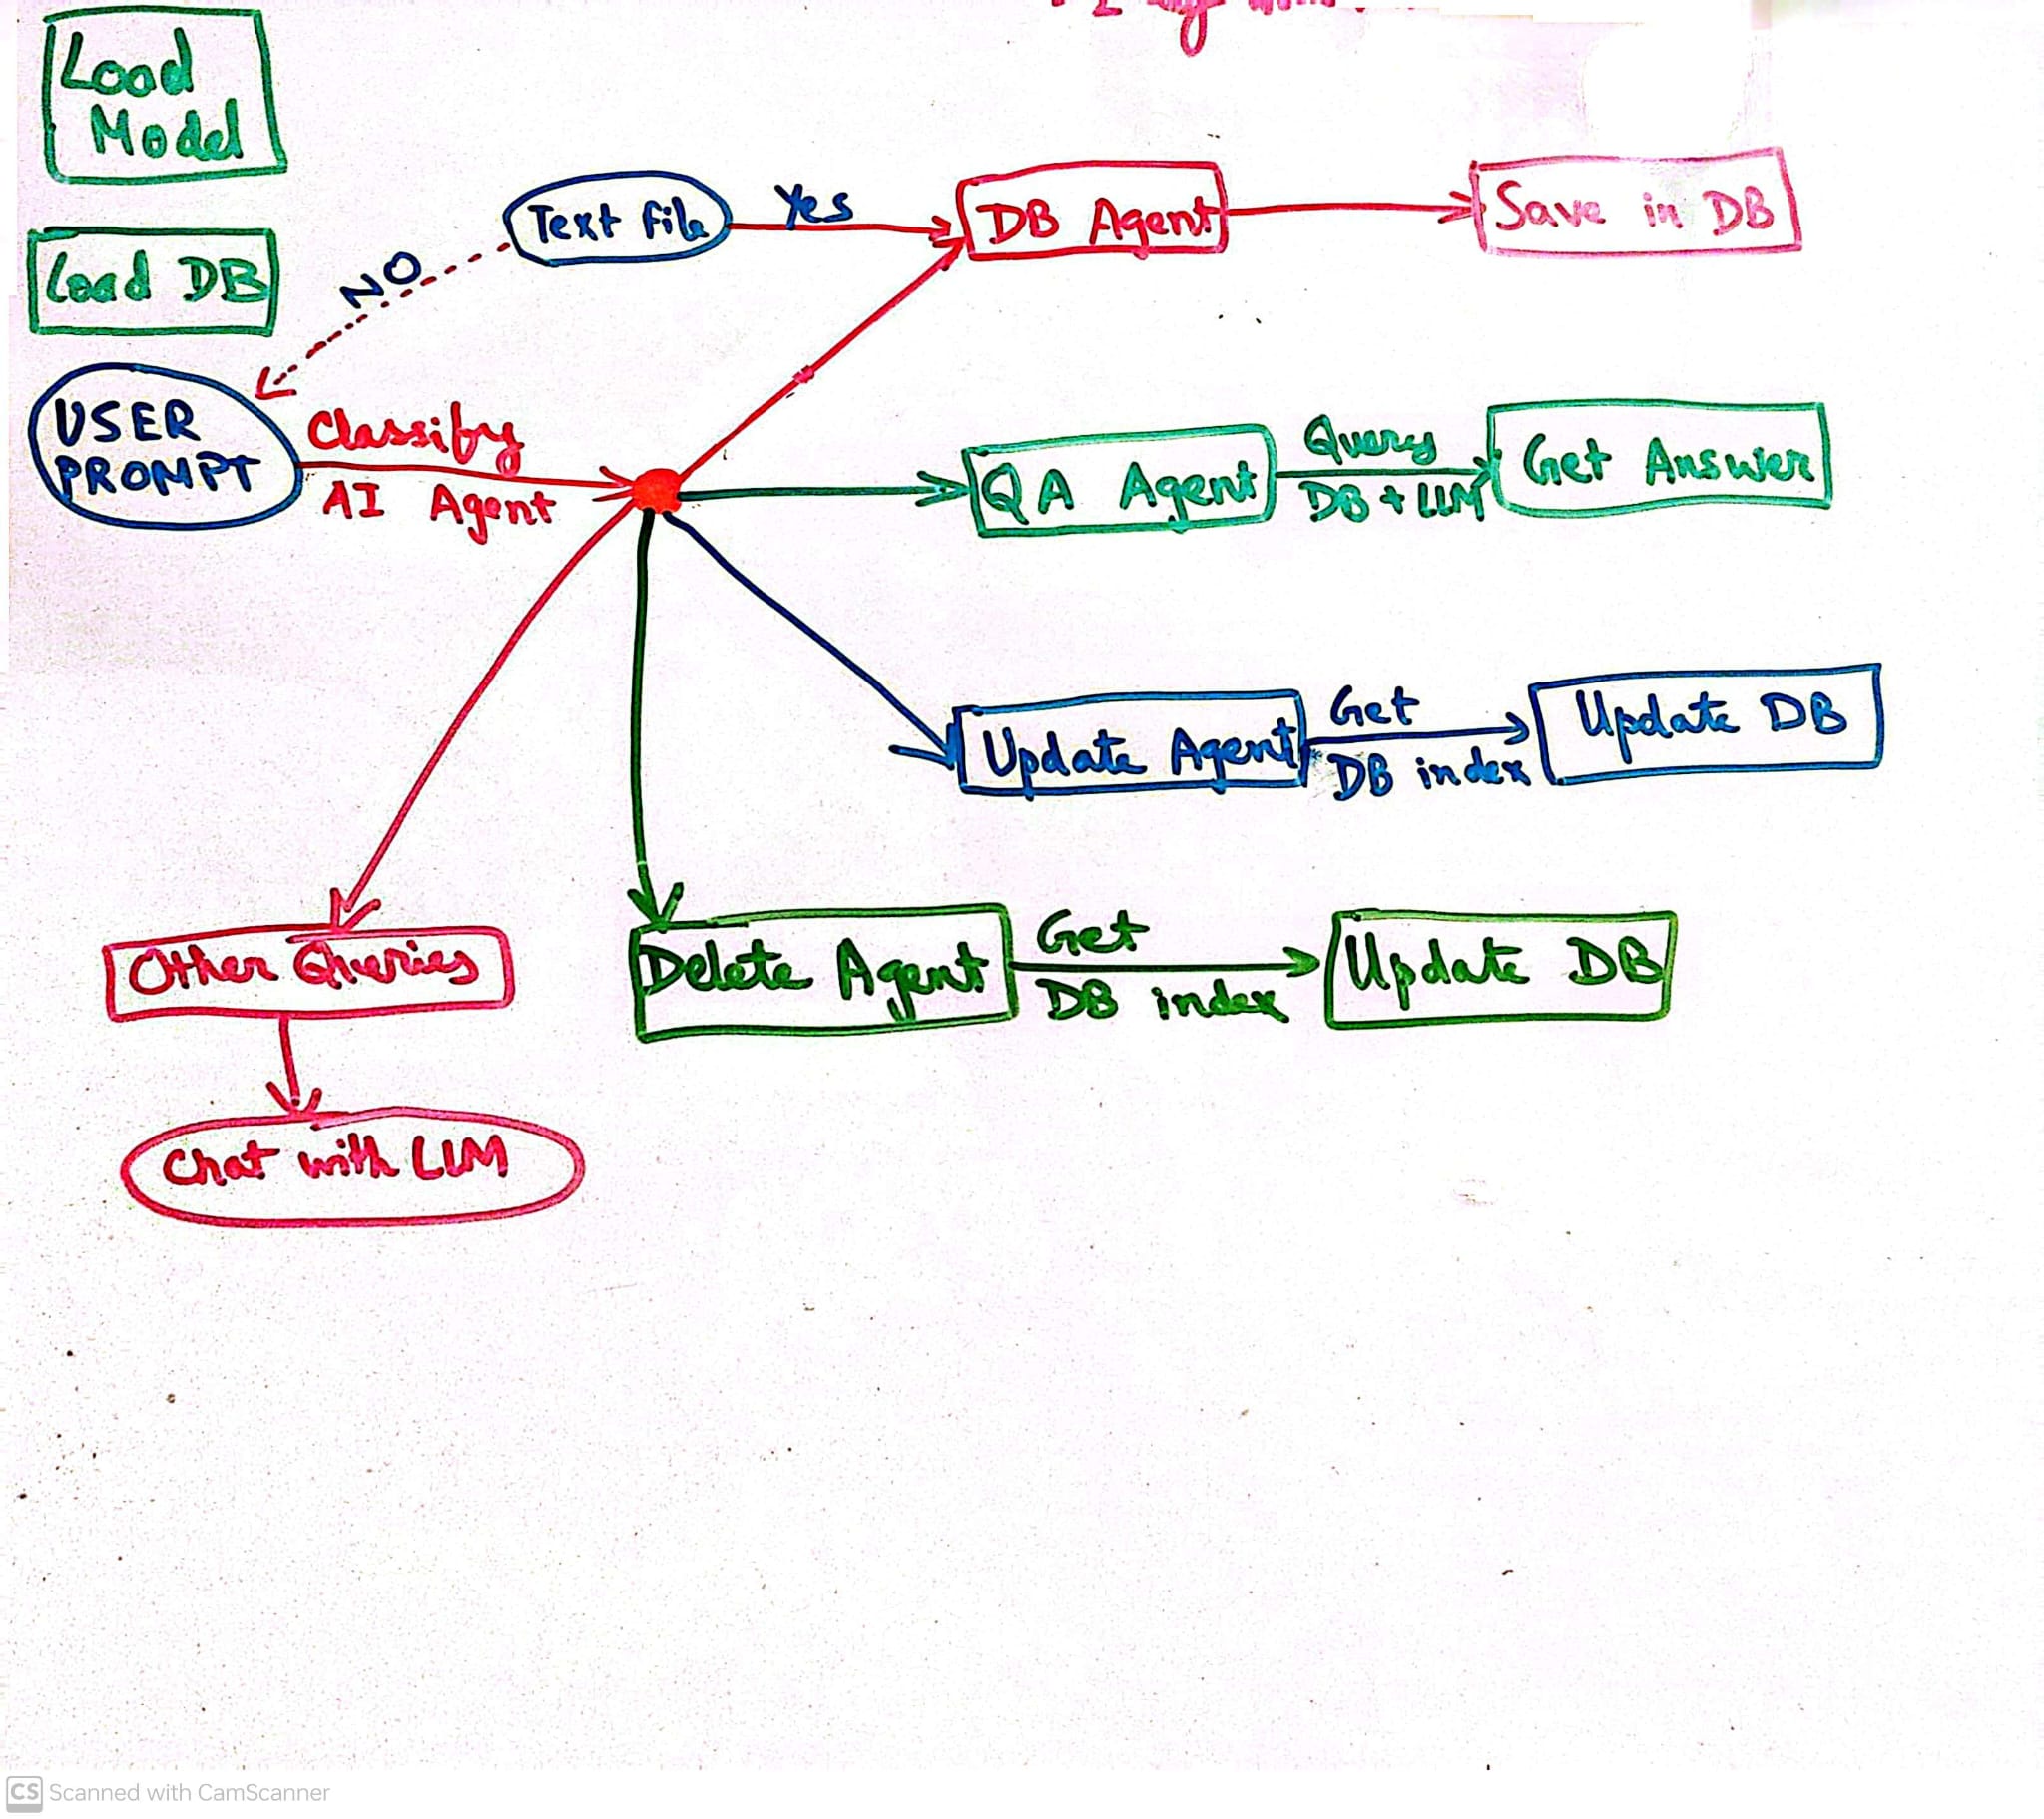 Load
Model
Load DB
Text file
Yes
DB Agent
Save in DB
NO
USER
PROMPT
Classify
AI Agent
QA Agent
Query
DB + LLM
Get Answer
Update Agent
Get
DB index
Update DB
Other Queries
Delete Agent
Get
DB index
Update DB
Chat with LLM
CS Scanned with CamScanner